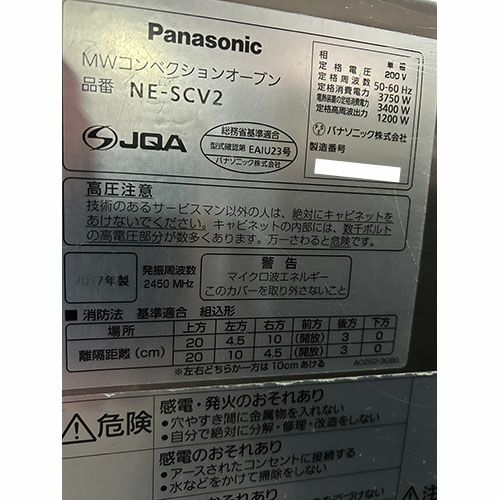 Panasonic
MWコンベクションオーブン
品番 NE-SCV2
JQA
総務省基準適合
型式確認第 EAIU23号
パナソニック株式会社
相 単相
定格電圧 200V
定格周波数 50-60Hz
定格消費電力 3750W
電熱装置の定格消費電力 3400W
定格高周波出力 1200W
パナソニック株式会社
製造番号
高圧注意
技術のあるサービスマン以外の人は、絶対にキャビネットを
あけないでください。キャビネットの内部には、数千ボルト
の高電圧部分が数多くあります。万一さわると危険です。
2017年製
発振周波数
2450 MHz
警告
マイクロ波エネルギー
このカバーを取り外さないこと
■消防法 基準適合 組込形
場所 上方 左方 右方 前方 後方 下方
離隔距離(cm) 20 4.5 10 (開放) 3 0
20 10 4.5 (開放) 3 0
※左右どちらか一方は10cmあける
危険
感電・発火のおそれあり
●穴やすき間に金属物を入れない
●自分で絶対に分解・修理・改造をしない
感電のおそれあり
●アースされたコンセントに接続する
●水などをかけて掃除をしない